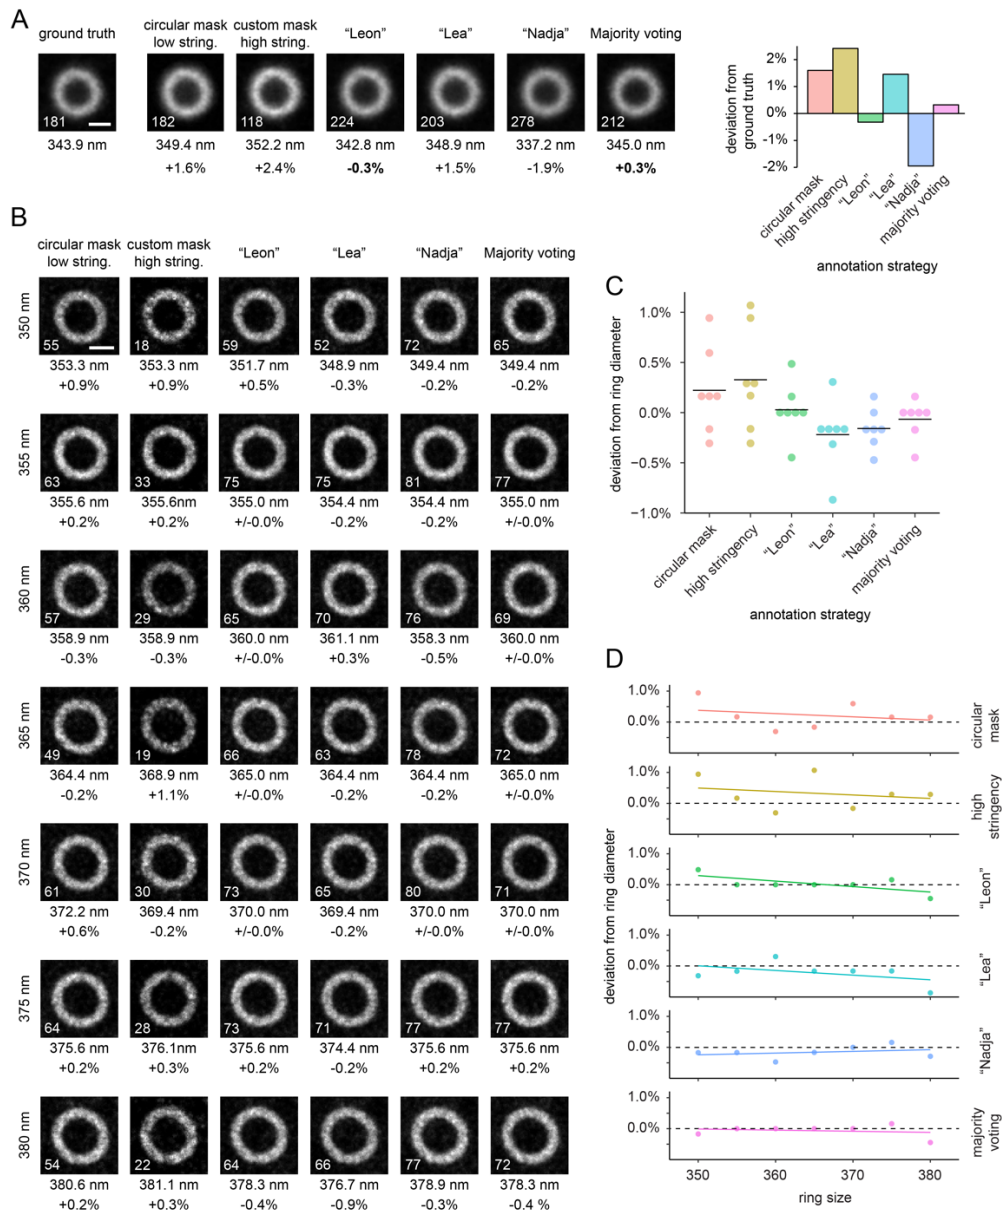 A
ground truth
circular mask
low string.
custom mask
high string.
“Leon”
“Lea”
“Nadja”
Majority voting
181
182
118
224
203
278
212
343.9 nm
349.4 nm
352.2 nm
342.8 nm
348.9 nm
337.2 nm
345.0 nm
+1.6%
+2.4%
-0.3%
+1.5%
-1.9%
+0.3%
deviation from
ground truth
2%
1%
0%
-1%
-2%
circular mask
high stringency
“Leon”
“Lea”
“Nadja”
majority voting
annotation strategy
B
circular mask
low string.
custom mask
high string.
“Leon”
“Lea”
“Nadja”
Majority voting
350 nm
55
18
59
52
72
65
353.3 nm
353.3 nm
351.7 nm
348.9 nm
349.4 nm
349.4 nm
+0.9%
+0.9%
+0.5%
-0.3%
-0.2%
-0.2%
355 nm
63
33
75
75
81
77
355.6 nm
355.6nm
355.0 nm
354.4 nm
354.4 nm
355.0 nm
+0.2%
+0.2%
+/-0.0%
-0.2%
-0.2%
+/-0.0%
360 nm
57
29
65
70
76
69
358.9 nm
358.9 nm
360.0 nm
361.1 nm
358.3 nm
360.0 nm
-0.3%
-0.3%
+/-0.0%
+0.3%
-0.5%
+/-0.0%
365 nm
49
19
66
63
78
72
364.4 nm
368.9 nm
365.0 nm
364.4 nm
364.4 nm
365.0 nm
-0.2%
+1.1%
+/-0.0%
-0.2%
-0.2%
+/-0.0%
370 nm
61
30
73
65
80
71
372.2 nm
369.4 nm
370.0 nm
369.4 nm
370.0 nm
370.0 nm
+0.6%
-0.2%
+/-0.0%
-0.2%
+/-0.0%
+/-0.0%
375 nm
64
28
73
71
77
77
375.6 nm
376.1nm
375.6 nm
374.4 nm
375.6 nm
375.6 nm
+0.2%
+0.3%
+0.2%
-0.2%
+0.2%
+0.2%
380 nm
54
22
64
66
77
72
380.6 nm
381.1 nm
378.3 nm
376.7 nm
378.9 nm
378.3 nm
+0.2%
+0.3%
-0.4%
-0.9%
-0.3%
-0.4 %
C
deviation from ring diameter
1.0%
0.5%
0.0%
−0.5%
−1.0%
circular mask
high stringency
“Leon”
“Lea”
“Nadja”
majority voting
annotation strategy
D
deviation from ring diameter
1.0%
0.0%
circular
mask
1.0%
0.0%
high
stringency
1.0%
0.0%
“Leon”
1.0%
0.0%
“Lea”
1.0%
0.0%
“Nadja”
1.0%
0.0%
majority
voting
350
360
370
380
ring size